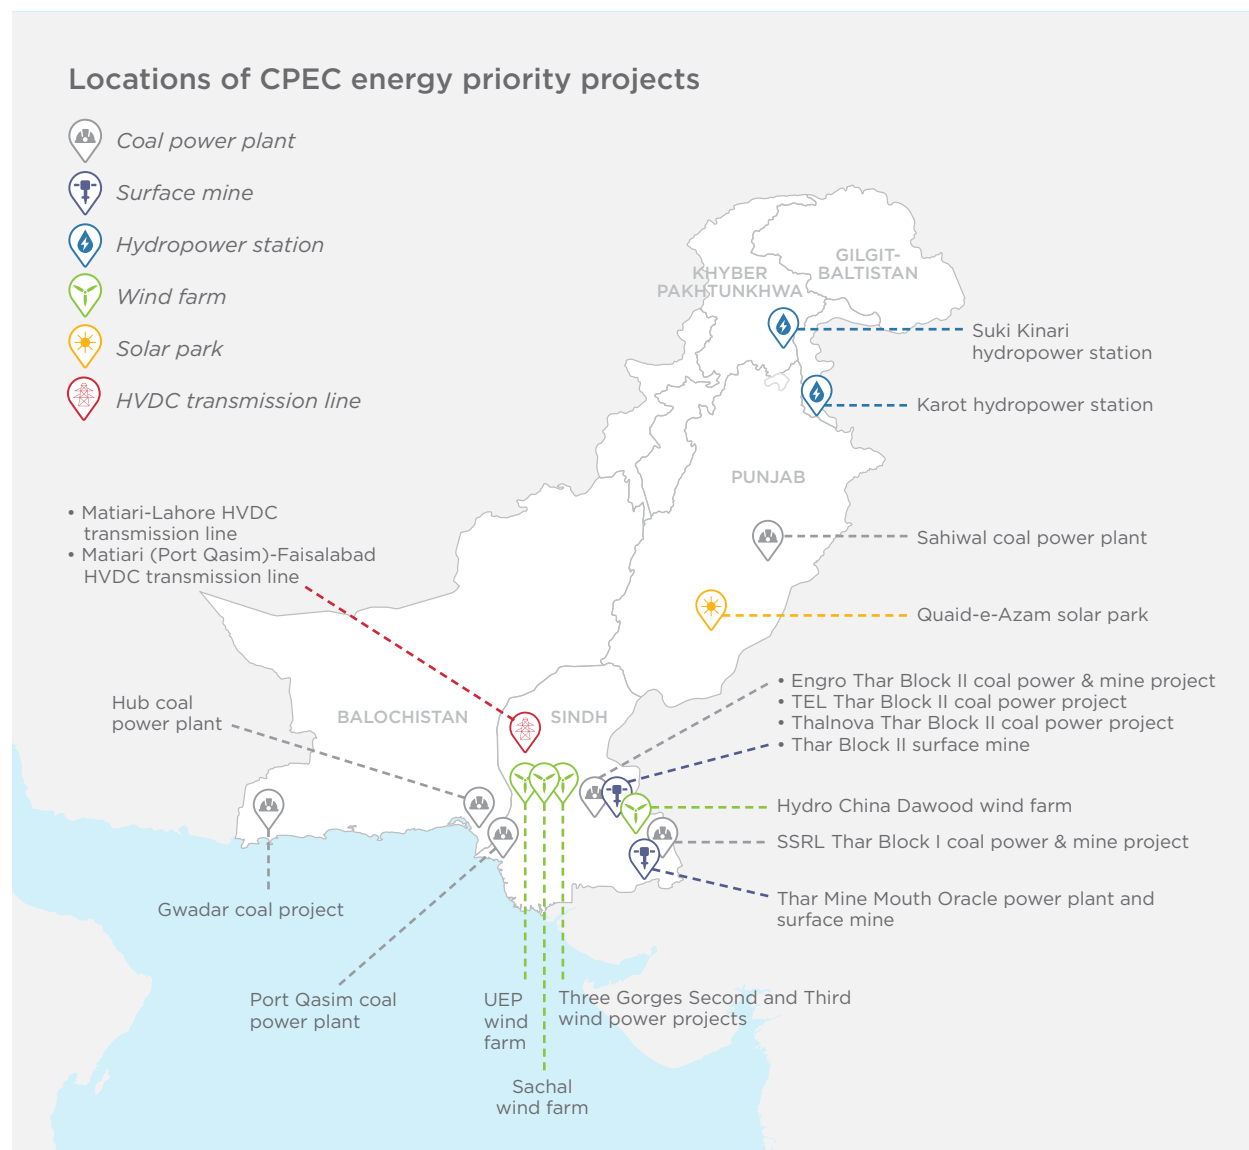 Locations of CPEC energy priority projects
Coal power plant
Surface mine
Hydropower station
Wind farm
Solar park
HVDC transmission line
GILGIT-
BALTISTAN
KHYBER
PAKHTUNKHWA
Suki Kinari
hydropower station
Karot hydropower station
PUNJAB
• Matiari-Lahore HVDC
transmission line
• Matiari (Port Qasim)-Faisalabad
HVDC transmission line
Sahiwal coal power plant
Quaid-e-Azam solar park
• Engro Thar Block II coal power & mine project
• TEL Thar Block II coal power project
• Thalnova Thar Block II coal power project
• Thar Block II surface mine
Hub coal
power plant
BALOCHISTAN
SINDH
Hydro China Dawood wind farm
SSRL Thar Block I coal power & mine project
Thar Mine Mouth Oracle power plant and
surface mine
Gwadar coal project
Port Qasim coal
power plant
UEP
wind
farm
Three Gorges Second and Third
wind power projects
Sachal
wind farm